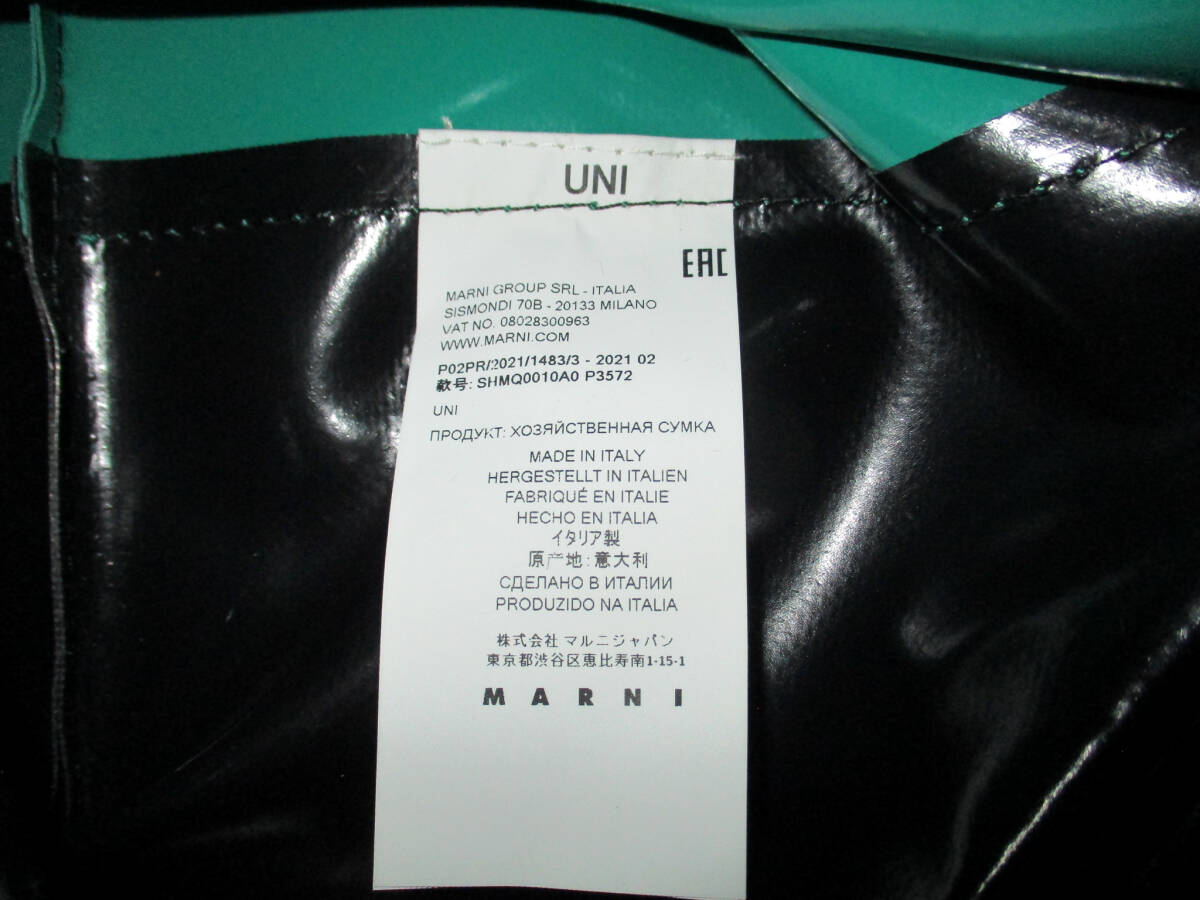 UNI
EAC
MARNI GROUP SRL - ITALIA
SISMONDI 70B - 20133 MILANO
VAT NO. 08028300963
WWW.MARNI.COM
P02PR/2021/1483/3 - 2021 02
款号: SHMQ0010A0 P3572
UNI
ПРОДУКТ: ХОЗЯЙСТВЕННАЯ СУМКА
MADE IN ITALY
HERGESTELLT IN ITALIEN
FABRIQUÉ EN ITALIE
HECHO EN ITALIA
イタリア製
原产地: 意大利
СДЕЛАНО В ИТАЛИИ
PRODUZIDO NA ITALIA
株式会社 マルニジャパン
東京都渋谷区恵比寿南1-15-1
MARNI